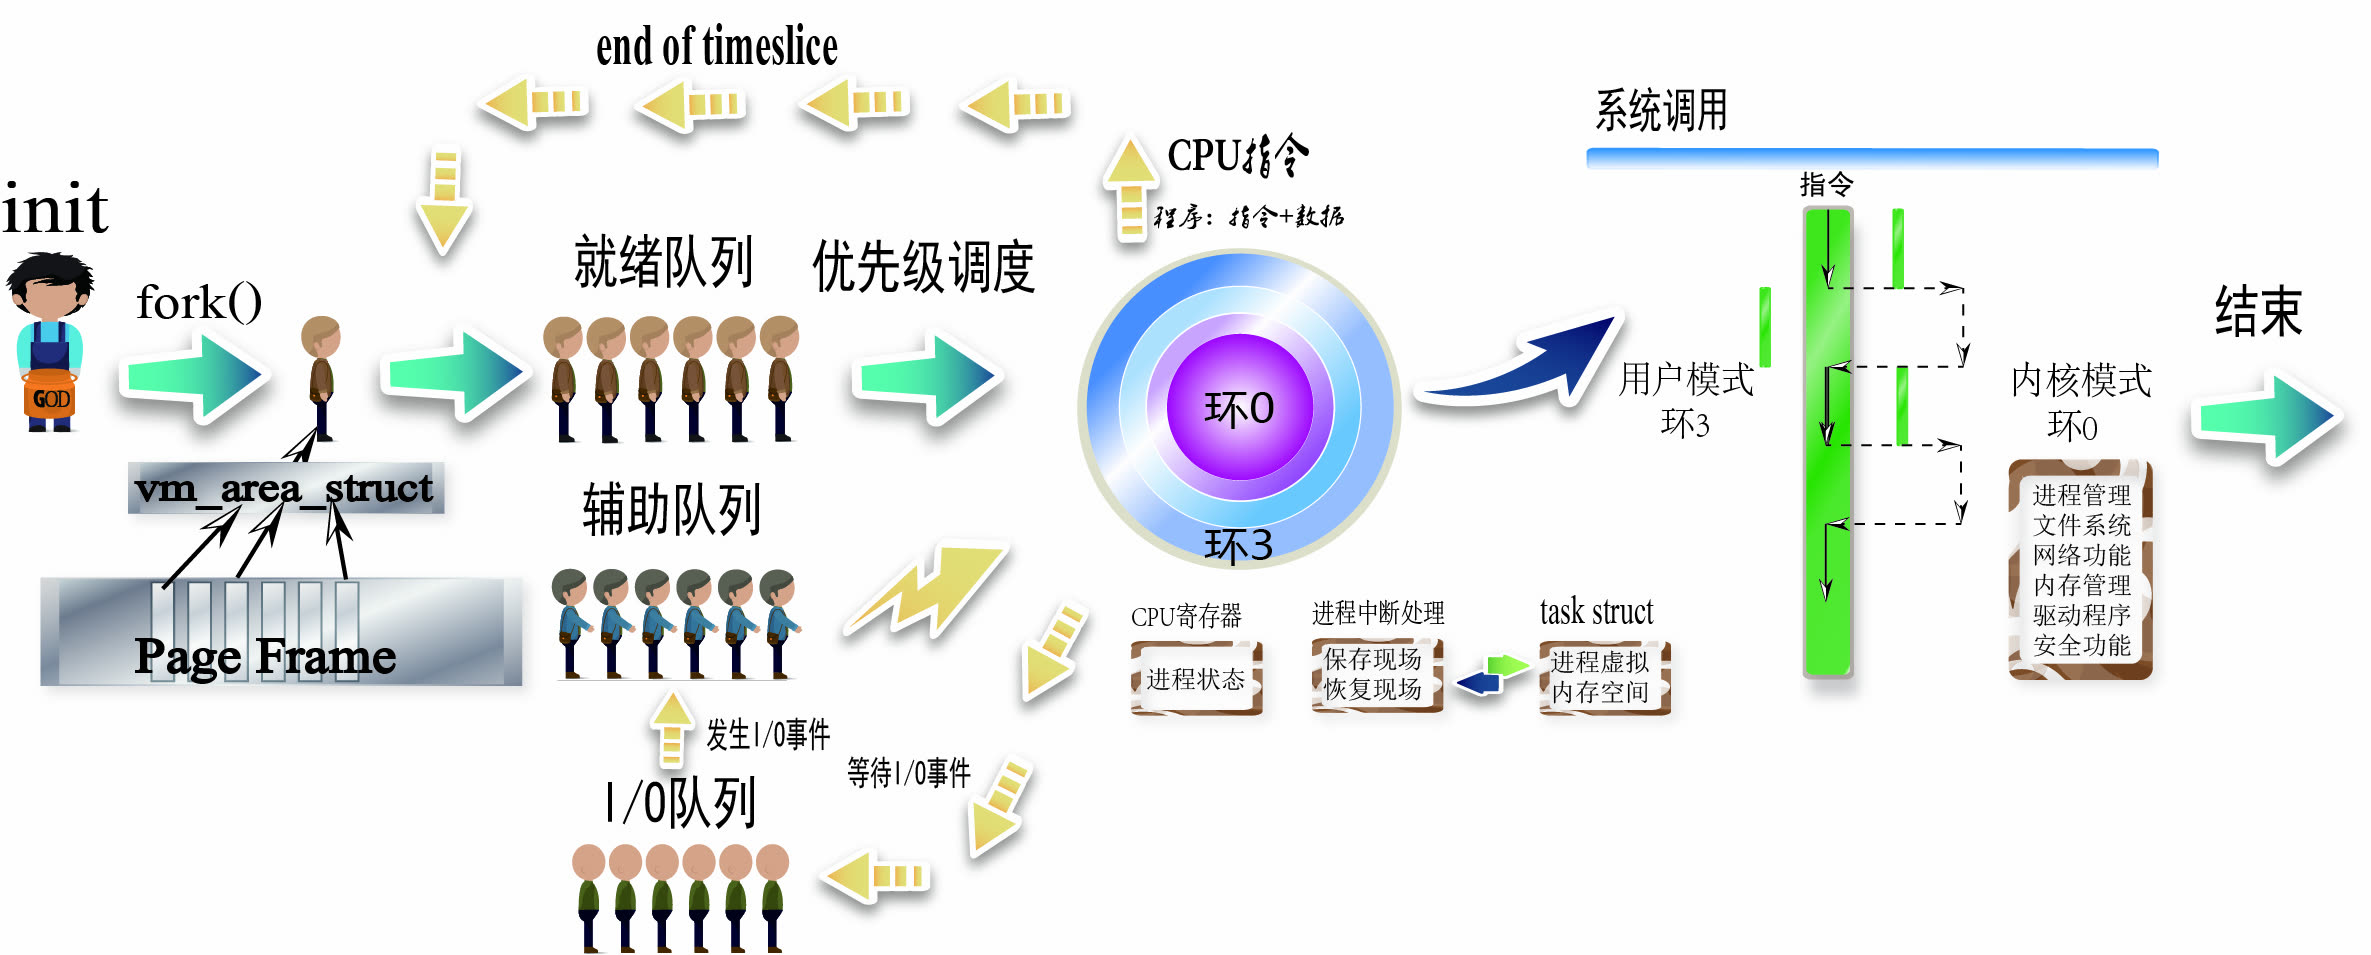 end of timeslice
系统调用
CPU指令
程序：指令+数据
指令
init
fork()
就绪队列
优先级调度
GOD
环0
环3
用户模式
环3
内核模式
环0
结束
vm_area_struct
Page Frame
辅助队列
进程管理
文件系统
网络功能
内存管理
驱动程序
安全功能
CPU寄存器
进程状态
进程中断处理
保存现场
恢复现场
task struct
进程虚拟
内存空间
发生I/O事件
等待I/O事件
I/O队列